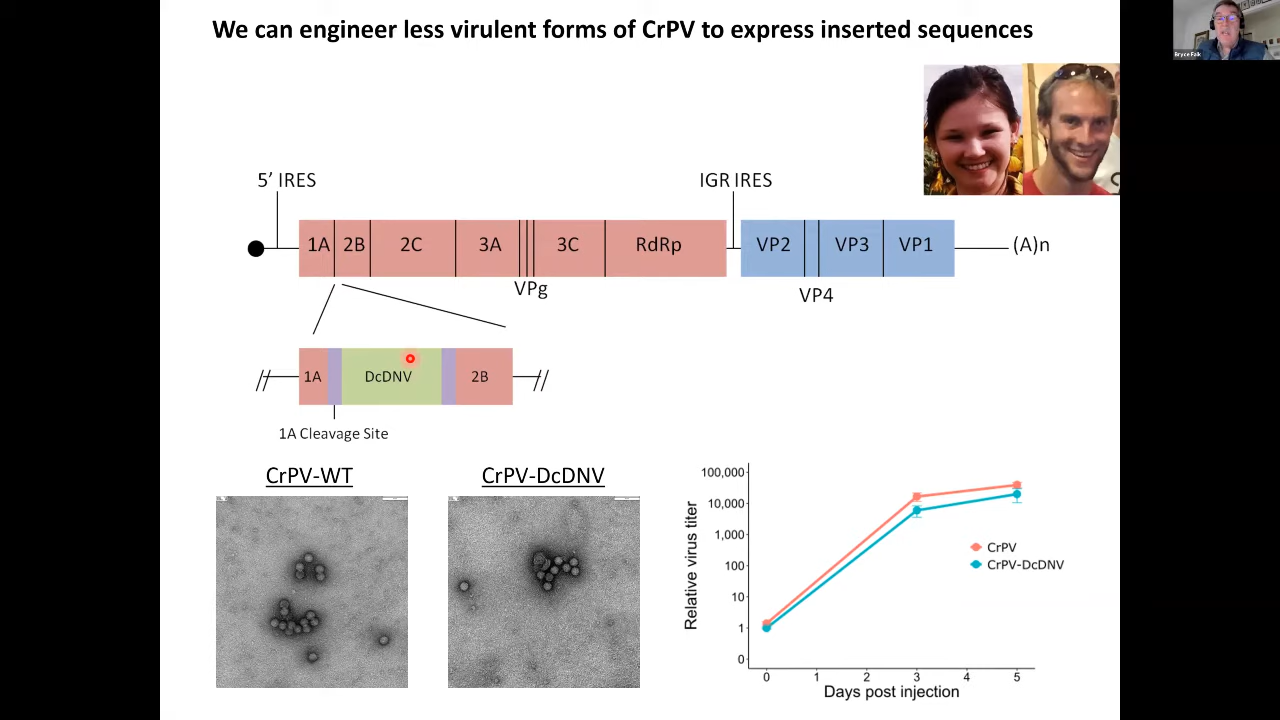 We can engineer less virulent forms of CrPV to express inserted sequences
Bryce Falk
5’ IRES
IGR IRES
1A 2B 2C 3A 3C RdRp VP2 VP3 VP1 (A)n
VPg
VP4
1A DcDNV 2B
1A Cleavage Site
CrPV-WT
CrPV-DcDNV
Relative virus titer
100,000
10,000
1,000
100
10
1
0
CrPV
CrPV-DcDNV
0 1 2 3 4 5
Days post injection